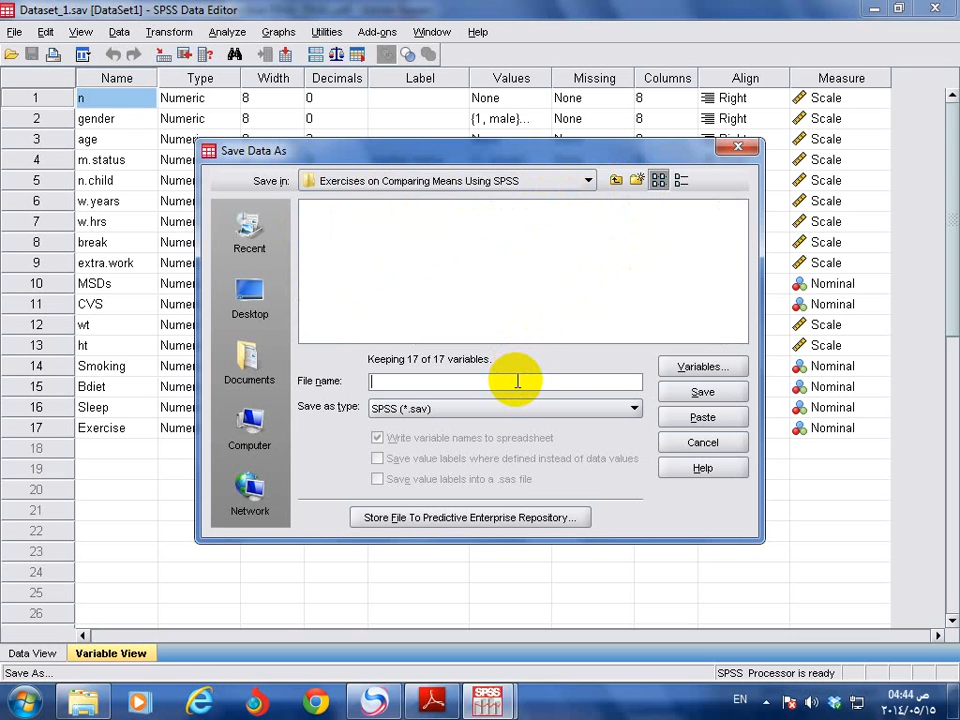 Dataset_1.sav [DataSet1] - SPSS Data Editor
File Edit View Data Transform Analyze Graphs Utilities Add-ons Window Help
Name Type Width Decimals Label Values Missing Columns Align Measure
1 n Numeric 8 0 None None 8 Right Scale
2 gender Numeric 8 0 {1, male}... None 8 Right Scale
3 age Scale
4 m.status Scale
5 n.child Scale
6 w.years Scale
7 w.hrs Scale
8 break Scale
9 extra.work Scale
10 MSDs Nominal
11 CVS Nominal
12 wt Scale
13 ht Scale
14 Smoking Nominal
15 Bdiet Nominal
16 Sleep Nominal
17 Exercise Nominal
18
19
20
21
22
23
24
25
26
Save Data As
Save in: Exercises on Comparing Means Using SPSS
Recent
Desktop
Documents
Computer
Network
Keeping 17 of 17 variables.
File name:
Save as type: SPSS (*.sav)
Write variable names to spreadsheet
Save value labels where defined instead of data values
Save value labels into a .sas file
Variables...
Save
Paste
Cancel
Help
Store File To Predictive Enterprise Repository...
Data View Variable View
Save As... SPSS Processor is ready
SPSS
EN
04:44 ص
٢٠١٤/٠٥/١٥